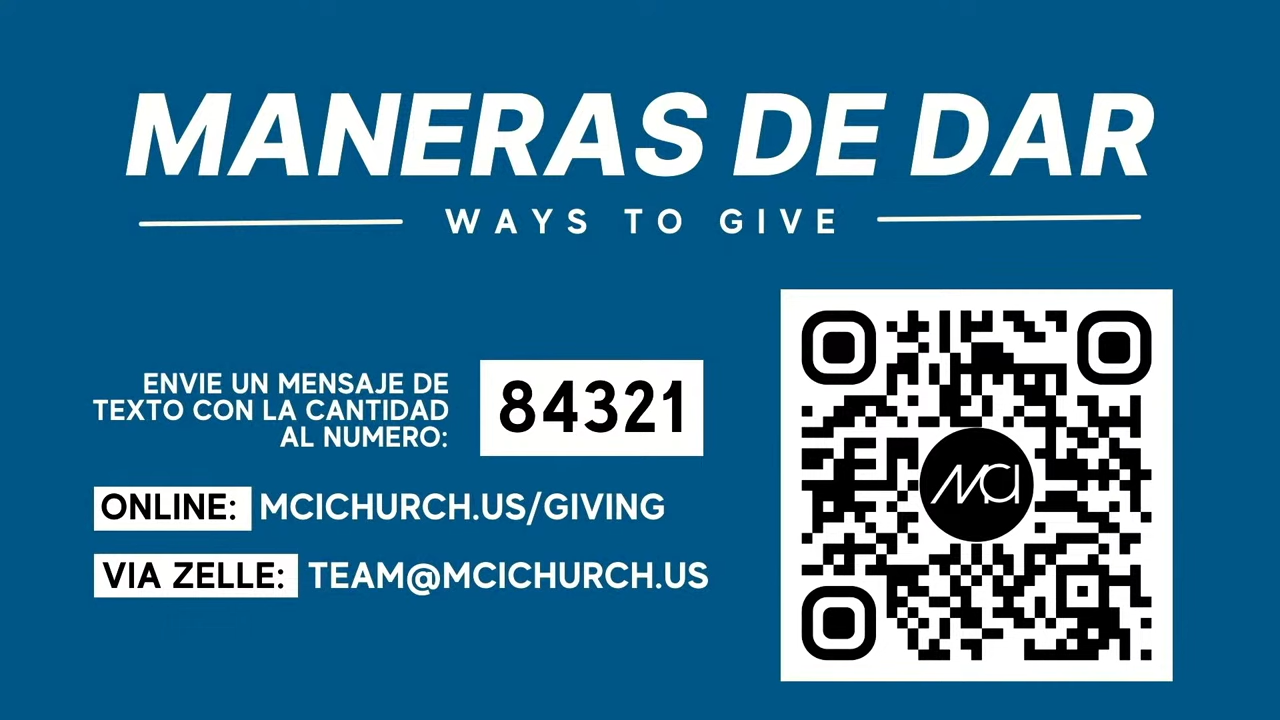 MANERAS DE DAR
WAYS TO GIVE
ENVIE UN MENSAJE DE
TEXTO CON LA CANTIDAD
AL NUMERO:
84321
ONLINE: MCICHURCH.US/GIVING
VIA ZELLE: TEAM@MCICHURCH.US
MCI